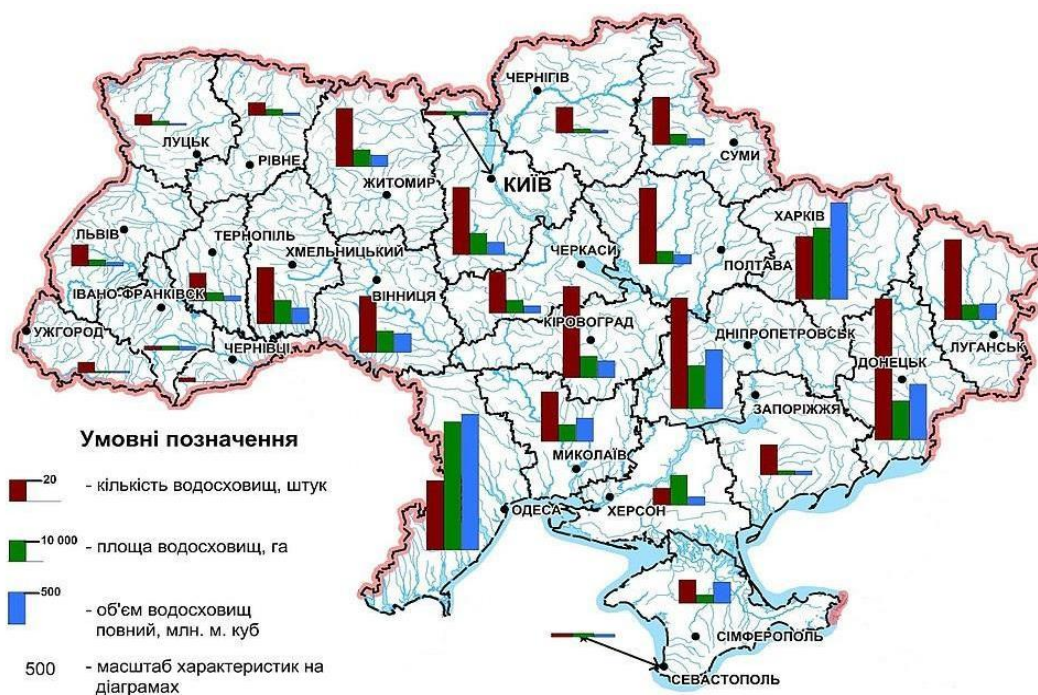 ЧЕРНІГІВ
ЛУЦЬК
РІВНЕ
СУМИ
ЖИТОМИР
КИЇВ
ХАРКІВ
ЛЬВІВ
ТЕРНОПІЛЬ
ХМЕЛЬНИЦЬКИЙ
ЧЕРКАСИ
ПОЛТАВА
ІВАНО-ФРАНКІВСК
ВІННИЦЯ
УЖГОРОД
КІРОВОГРАД
ДНІПРОПЕТРОВСЬК
ЛУГАНСЬК
ЧЕРНІВЦІ
ДОНЕЦЬК
ЗАПОРІЖЖЯ
МИКОЛАЇВ
ОДЕСА
ХЕРСОН
СІМФЕРОПОЛЬ
СЕВАСТОПОЛЬ
Умовні позначення
20
- кількість водосховищ, штук
10 000
- площа водосховищ, га
500
- об'єм водосховищ
повний, млн. м. куб
500 - масштаб характеристик на
діаграмах